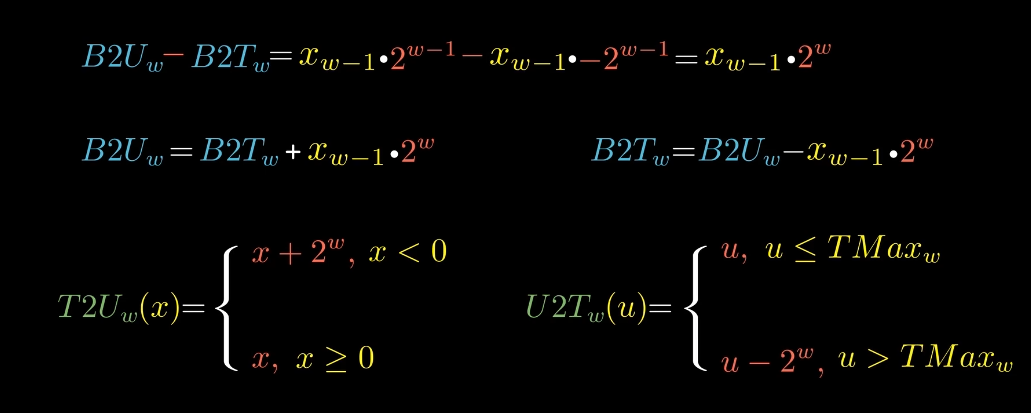 B2U_w − B2T_w = x_{w−1} • 2^{w−1} − x_{w−1} • −2^{w−1} = x_{w−1} • 2^w
B2U_w = B2T_w + x_{w−1} • 2^w
B2T_w = B2U_w − x_{w−1} • 2^w
T2U_w(x) = {
x + 2^w, x < 0
x, x ≥ 0
U2T_w(u) = {
u, u ≤ TMax_w
u − 2^w, u > TMax_w